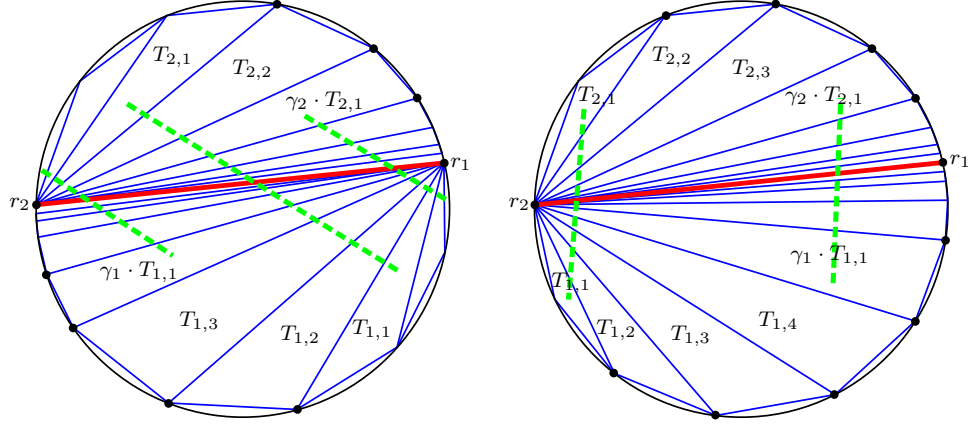 T_{2,1}
T_{2,2}
γ_2 · T_{2,1}
r_1
r_2
γ_1 · T_{1,1}
T_{1,3}
T_{1,2}
T_{1,1}
T_{2,2}
T_{2,3}
T_{2,1}
γ_2 · T_{2,1}
r_1
r_2
γ_1 · T_{1,1}
T_{1,1}
T_{1,2}
T_{1,3}
T_{1,4}